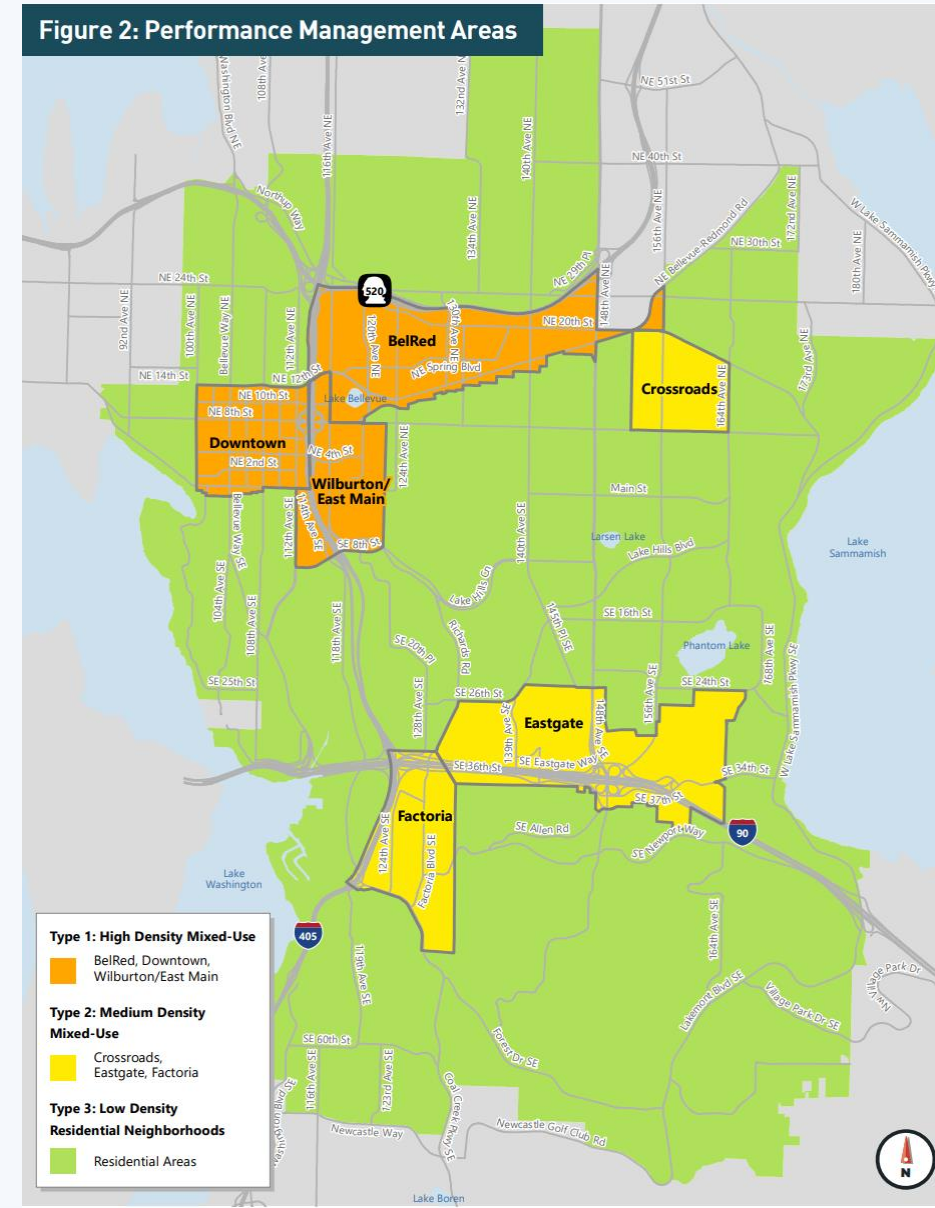 Figure 2: Performance Management Areas
Washington Blvd NE
108th Ave
116th Ave NE
132nd Ave N
140th Ave NE
NE 51st St
NE 40th St
156th Ave NE
NE Bellevue-Redmond Rd
172nd Ave NE
W Lake Sammamish Pkwy
Northup Way
134th Ave NE
NE 30th St
180th Ave NE
NE 24th St
NE 29th Pl
148th Ave NE
520
92nd Ave NE
100th Ave NE
Bellevue Way NE
112th Ave NE
120th Ave NE
130th Ave NE
NE 20th St
BelRed
173rd Ave NE
NE 14th St
NE 12th St
NE Spring Blvd
Crossroads
164th Ave NE
NE 10th St
Lake Bellevue
NE 8th St
Downtown
NE 4th St
124th Ave NE
NE 2nd St
Wilburton/
East Main
Main St
Bellevue Way SE
112th Ave SE
114th Ave SE
SE 8th St
140th Ave SE
Larsen Lake
Lake Hills Blvd
Lake
Sammamish
104th Ave SE
108th Ave SE
118th Ave SE
Lake Hills Cn
145th Pl SE
SE 16th St
SE 20th Pl
Richards Rd
Phantom Lake
168th Ave SE
W Lake Sammamish Pkwy SE
SE 25th St
128th Ave SE
SE 26th St
139th Ave SE
Eastgate
148th Ave SE
156th Ave SE
SE 24th St
SE 36th St
SE Eastgate Way
SE 34th St
SE 37th St
124th Ave SE
Factoria
Factoria Blvd SE
SE Allen Rd
SE Newport Way
90
Lake
Washington
405
119th Ave SE
164th Ave SE
Lakemont Blvd SE
Village Park Dr SE
NW Village Park Dr
SE 60th St
Forest Dr SE
116th Ave SE
123rd Ave SE
Coal Creek Pkwy SE
Newcastle Way
Newcastle Golf Club Rd
Lake Boren
N
Type 1: High Density Mixed-Use
BelRed, Downtown,
Wilburton/East Main
Type 2: Medium Density
Mixed-Use
Crossroads,
Eastgate, Factoria
Type 3: Low Density
Residential Neighborhoods
Residential Areas